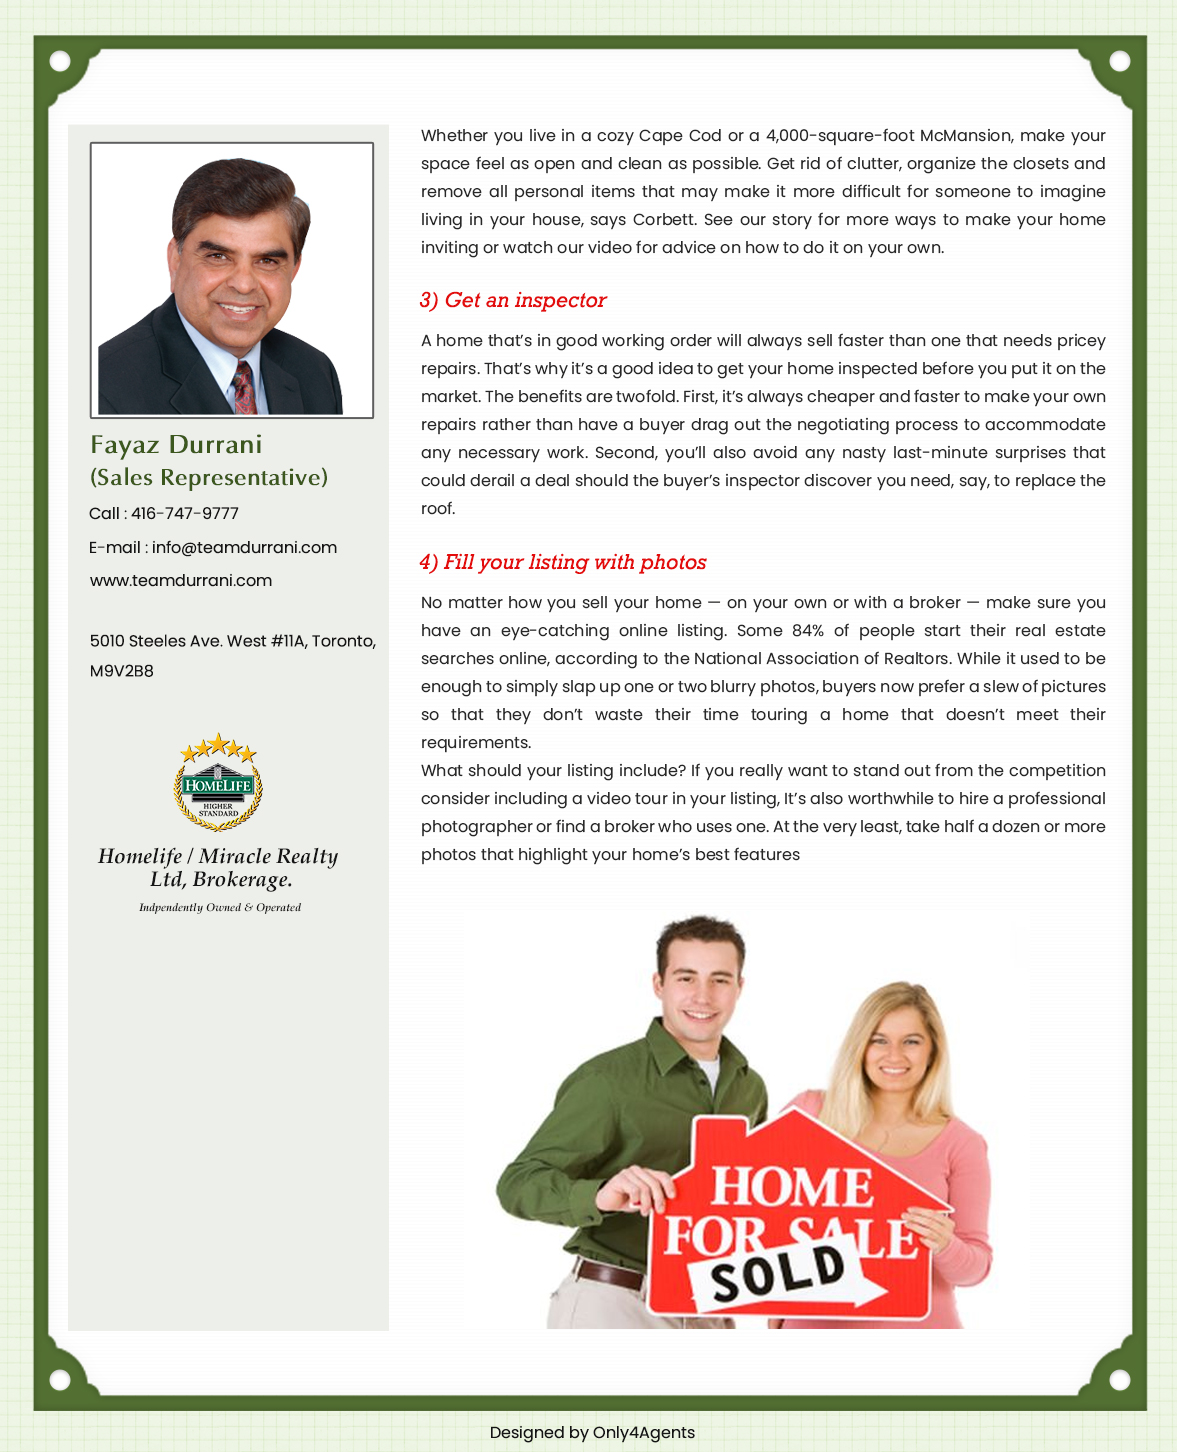 Fayaz Durrani
(Sales Representative)
Call : 416-747-9777
E-mail : info@teamdurrani.com
www.teamdurrani.com
5010 Steeles Ave. West #11A, Toronto,
M9V2B8
HOMELIFE
HIGHER
STANDARD
Homelife / Miracle Realty
Ltd, Brokerage.
Indpendently Owned & Operated
Whether you live in a cozy Cape Cod or a 4,000-square-foot McMansion, make your
space feel as open and clean as possible. Get rid of clutter, organize the closets and
remove all personal items that may make it more difficult for someone to imagine
living in your house, says Corbett. See our story for more ways to make your home
inviting or watch our video for advice on how to do it on your own.
3) Get an inspector
A home that's in good working order will always sell faster than one that needs pricey
repairs. That's why it's a good idea to get your home inspected before you put it on the
market. The benefits are twofold. First, it's always cheaper and faster to make your own
repairs rather than have a buyer drag out the negotiating process to accommodate
any necessary work. Second, you'll also avoid any nasty last-minute surprises that
could derail a deal should the buyer's inspector discover you need, say, to replace the
roof.
4) Fill your listing with photos
No matter how you sell your home — on your own or with a broker — make sure you
have an eye-catching online listing. Some 84% of people start their real estate
searches online, according to the National Association of Realtors. While it used to be
enough to simply slap up one or two blurry photos, buyers now prefer a slew of pictures
so that they don't waste their time touring a home that doesn't meet their
requirements.
What should your listing include? If you really want to stand out from the competition
consider including a video tour in your listing, It's also worthwhile to hire a professional
photographer or find a broker who uses one. At the very least, take half a dozen or more
photos that highlight your home's best features
HOME
FOR SALE
SOLD
Designed by Only4Agents